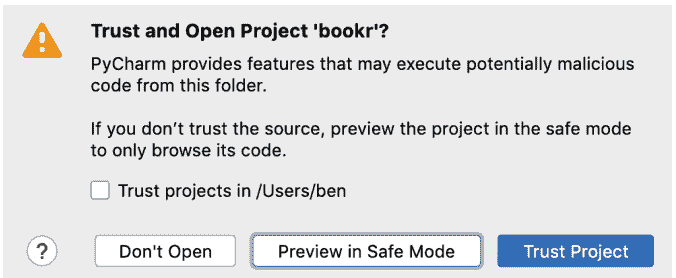 Trust and Open Project 'bookr'?
PyCharm provides features that may execute potentially malicious
code from this folder.
If you don’t trust the source, preview the project in the safe mode
to only browse its code.
Trust projects in /Users/ben
? Don't Open Preview in Safe Mode Trust Project